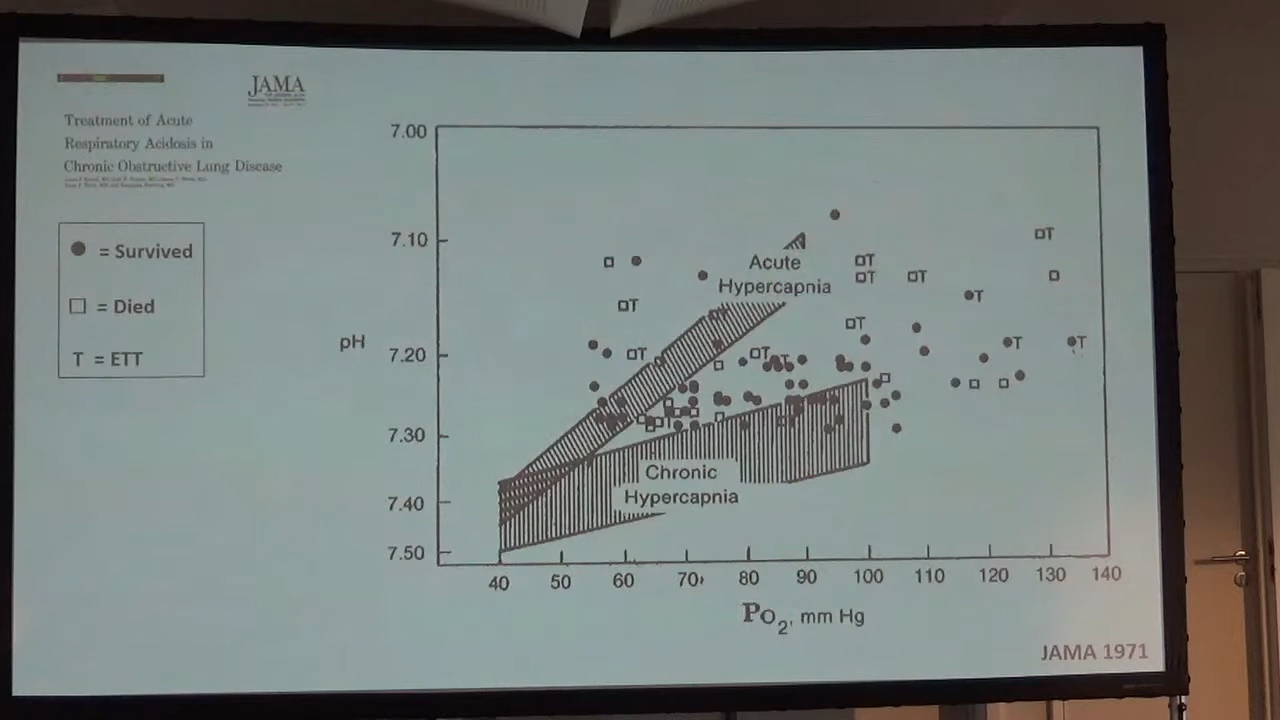 JAMA
Treatment of Acute
Respiratory Acidosis in
Chronic Obstructive Lung Disease
● = Survived
□ = Died
T = ETT
pH
7.00
7.10
7.20
7.30
7.40
7.50
Acute
Hypercapnia
Chronic
Hypercapnia
□T
□T
□T
□T
●T
□T
□T
●T
●T
□T
□T
40 50 60 70 80 90 100 110 120 130 140
PO2, mm Hg
JAMA 1971